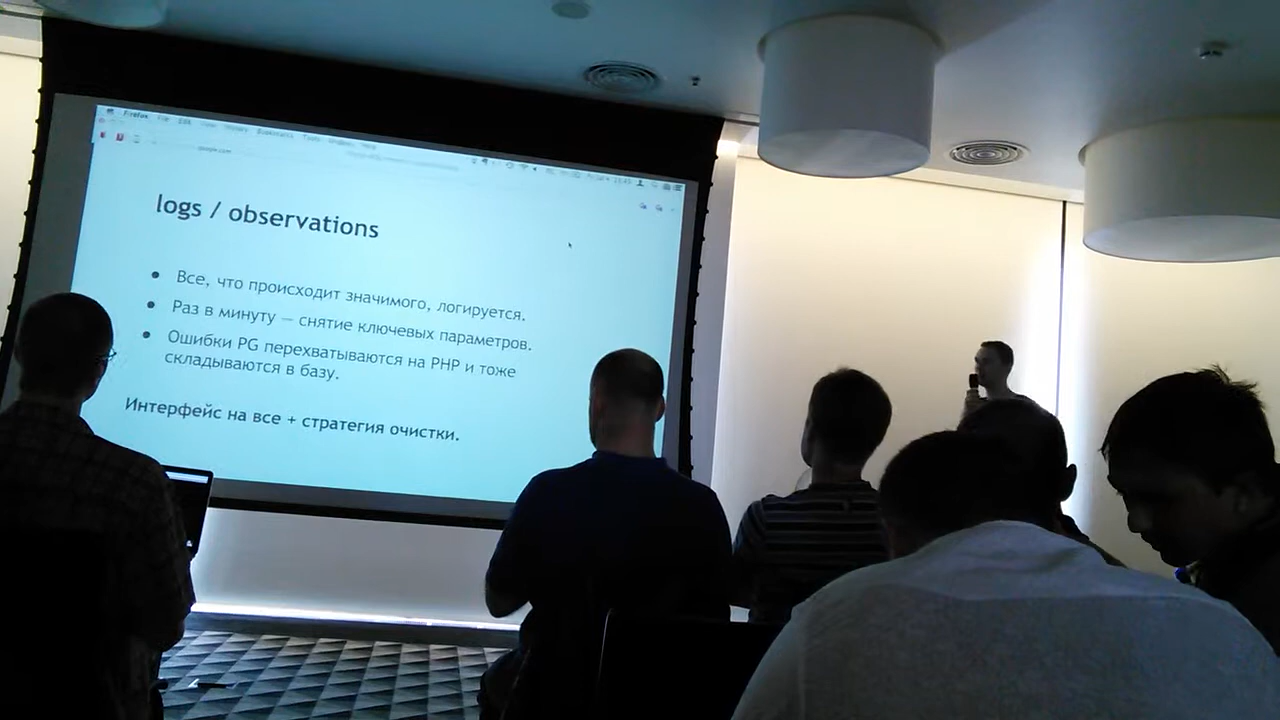 Firefox
logs / observations
Все, что происходит значимого, логируется.
Раз в минуту — снятие ключевых параметров.
Ошибки PG перехватываются на PHP и тоже
складываются в базу.
Интерфейс на все + стратегия очистки.